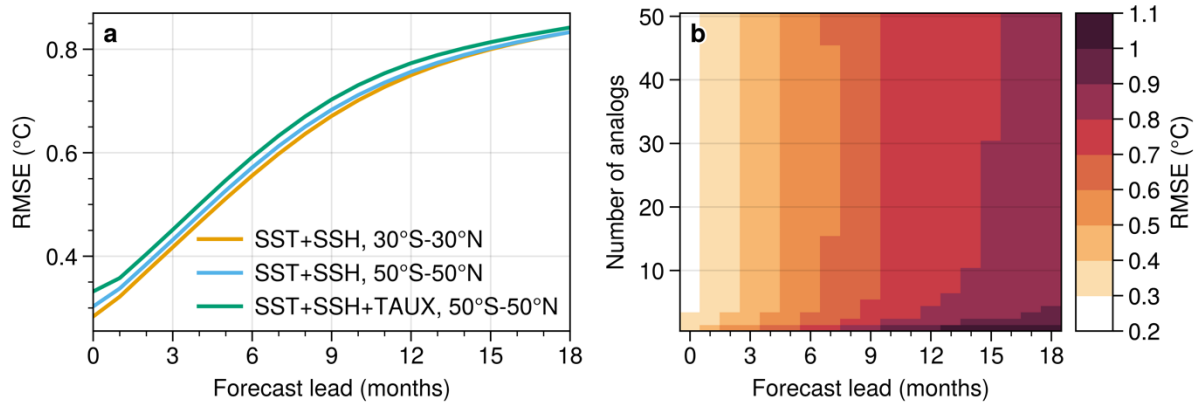 a
RMSE (°C)
0.8
0.6
0.4
SST+SSH, 30°S-30°N
SST+SSH, 50°S-50°N
SST+SSH+TAUX, 50°S-50°N
0 3 6 9 12 15 18
Forecast lead (months)
b
Number of analogs
50
40
30
20
10
0 3 6 9 12 15 18
Forecast lead (months)
1.1
1
0.9
0.8
0.7
0.6
0.5
0.4
0.3
0.2
RMSE (°C)